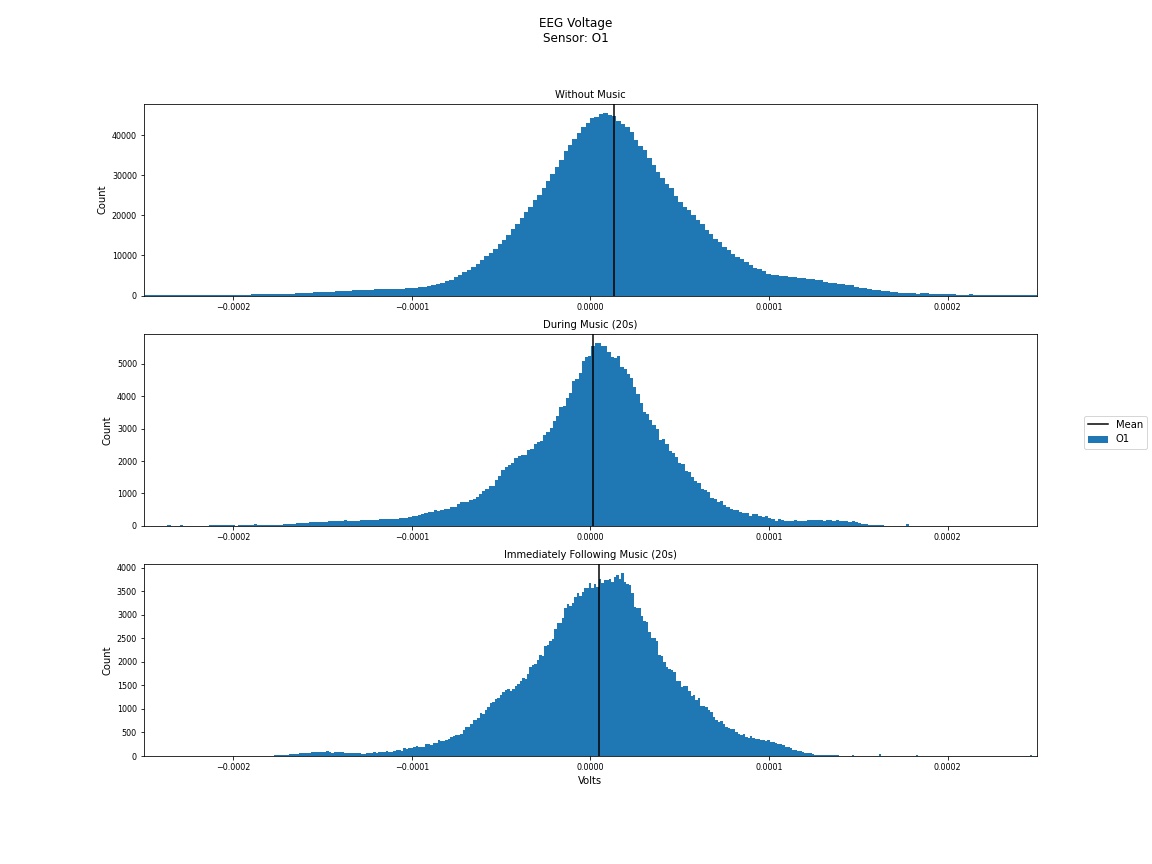 EEG Voltage
Sensor: O1
Without Music
Count
40000
30000
20000
10000
0
−0.0002 −0.0001 0.0000 0.0001 0.0002
During Music (20s)
Count
5000
4000
3000
2000
1000
0
−0.0002 −0.0001 0.0000 0.0001 0.0002
Mean
O1
Immediately Following Music (20s)
Count
4000
3500
3000
2500
2000
1500
1000
500
0
−0.0002 −0.0001 0.0000 0.0001 0.0002
Volts